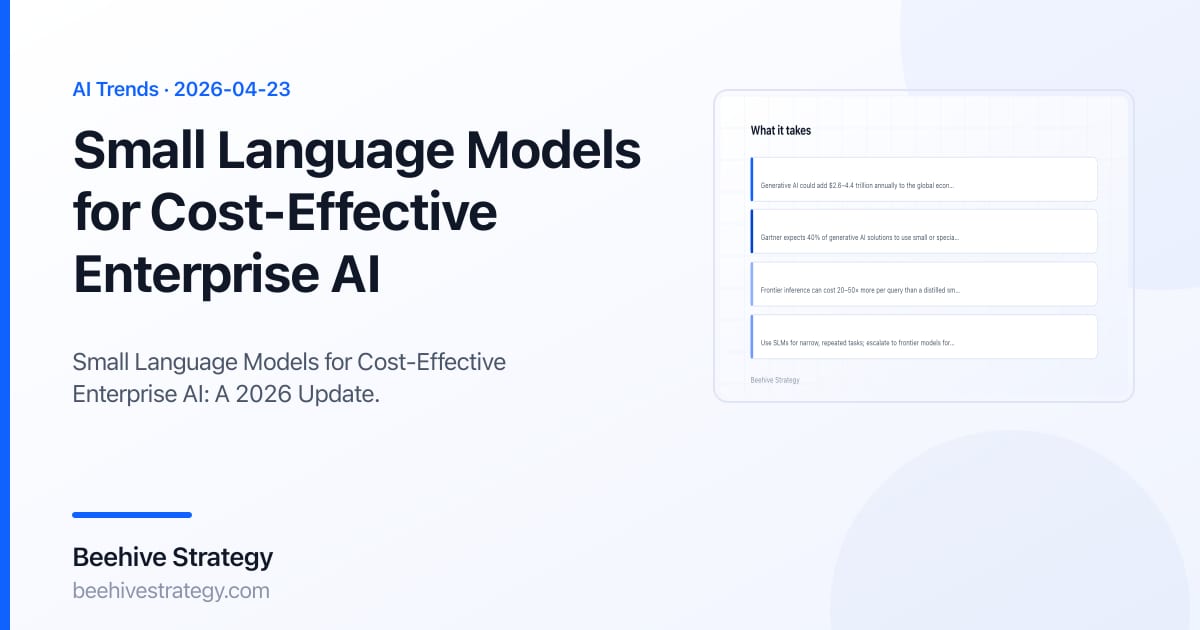 AI Trends · 2026-04-23
Small Language Models
for Cost-Effective
Enterprise AI
Small Language Models for Cost-Effective
Enterprise AI: A 2026 Update.
Beehive Strategy
beehivestrategy.com
What it takes
Generative AI could add $2.6–4.4 trillion annually to the global econ…
Gartner expects 40% of generative AI solutions to use small or specia…
Frontier inference can cost 20–50× more per query than a distilled sm…
Use SLMs for narrow, repeated tasks; escalate to frontier models for…
Beehive Strategy